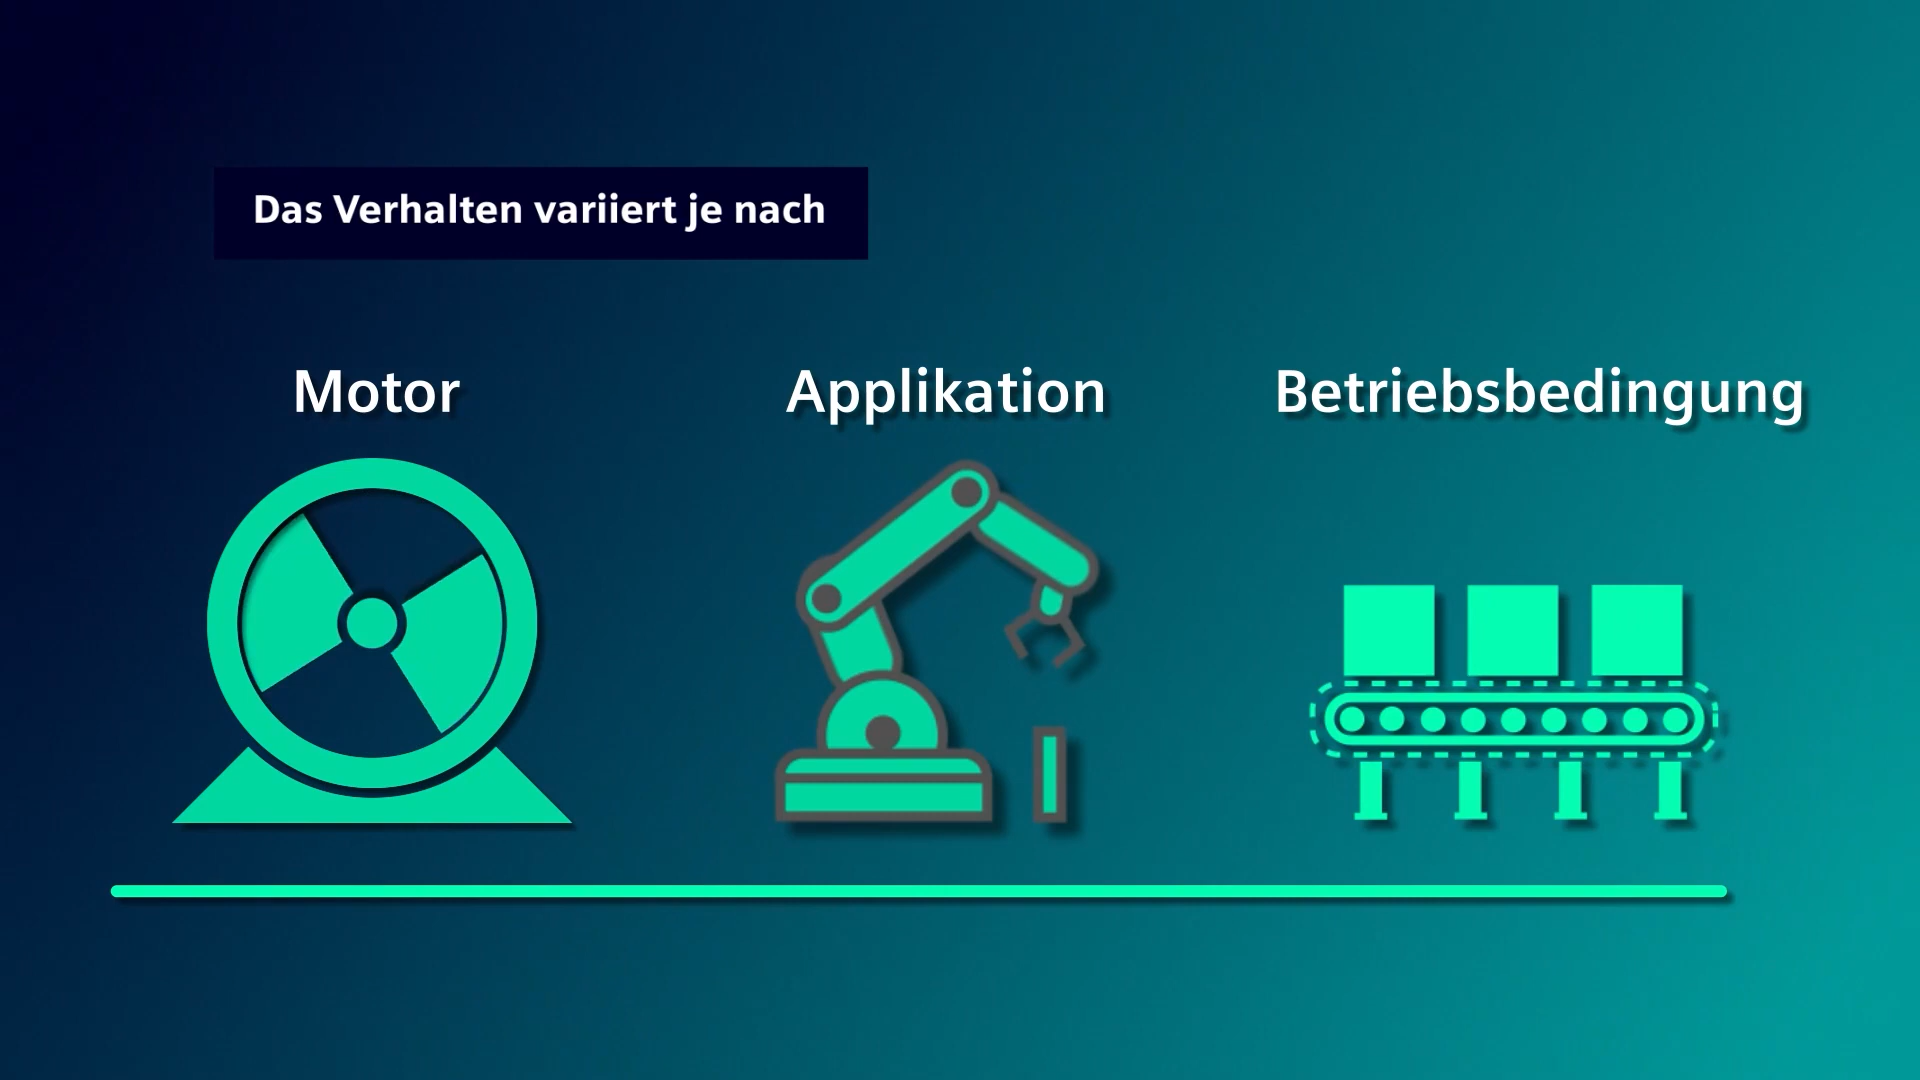 Das Verhalten variiert je nach
Motor
Applikation
Betriebsbedingung